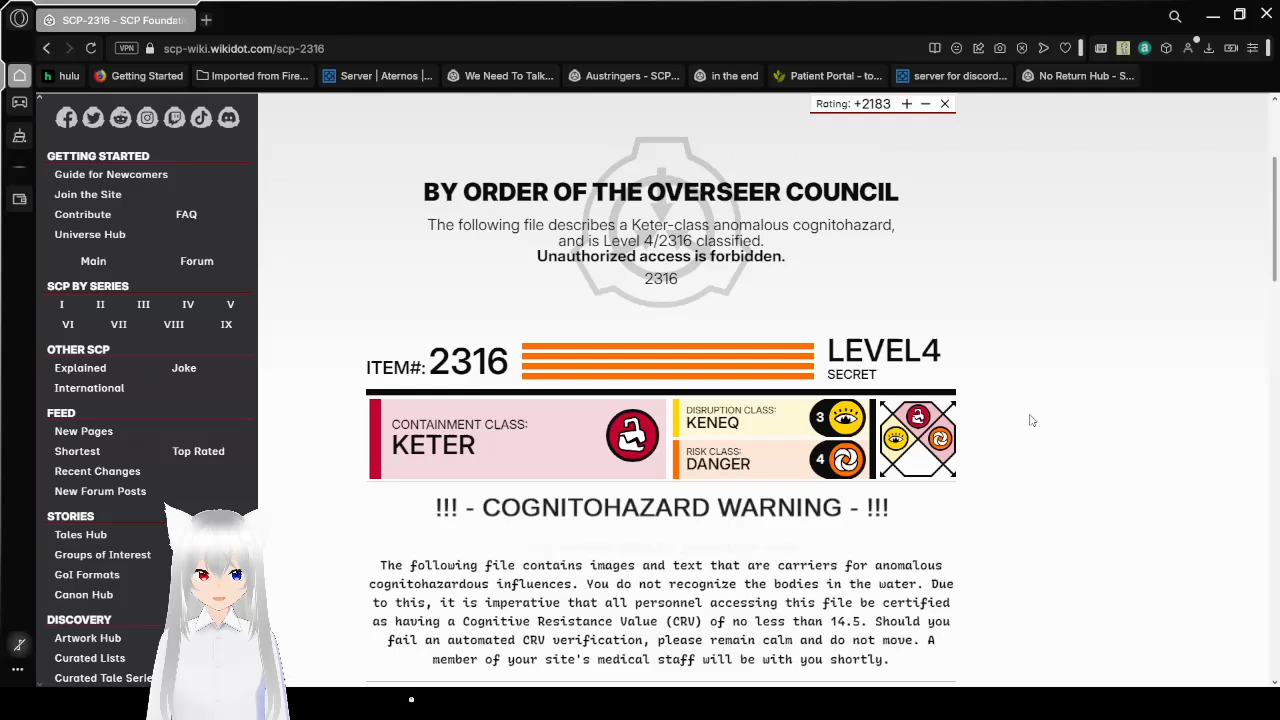 SCP-2316 - SCP Foundati
VPN
scp-wiki.wikidot.com/scp-2316
hulu
Getting Started
Imported from Fire...
Server | Aternos |...
We Need To Talk...
Austringers - SCP...
in the end
Patient Portal - to...
server for discord...
No Return Hub - S...
Rating: +2183 + − ×
GETTING STARTED
Guide for Newcomers
Join the Site
Contribute FAQ
Universe Hub
Main Forum
SCP BY SERIES
I II III IV V
VI VII VIII IX
OTHER SCP
Explained Joke
International
FEED
New Pages
Shortest Top Rated
Recent Changes
New Forum Posts
STORIES
Tales Hub
Groups of Interest
GoI Formats
Canon Hub
DISCOVERY
Artwork Hub
Curated Lists
Curated Tale Serie
BY ORDER OF THE OVERSEER COUNCIL
The following file describes a Keter-class anomalous cognitohazard,
and is Level 4/2316 classified.
Unauthorized access is forbidden.
2316
ITEM#: 2316
LEVEL4
SECRET
CONTAINMENT CLASS:
KETER
DISRUPTION CLASS:
KENEQ
3
RISK CLASS:
DANGER
4
!!! - COGNITOHAZARD WARNING - !!!
The following file contains images and text that are carriers for anomalous
cognitohazardous influences. You do not recognize the bodies in the water. Due
to this, it is imperative that all personnel accessing this file be certified
as having a Cognitive Resistance Value (CRV) of no less than 14.5. Should you
fail an automated CRV verification, please remain calm and do not move. A
member of your site's medical staff will be with you shortly.